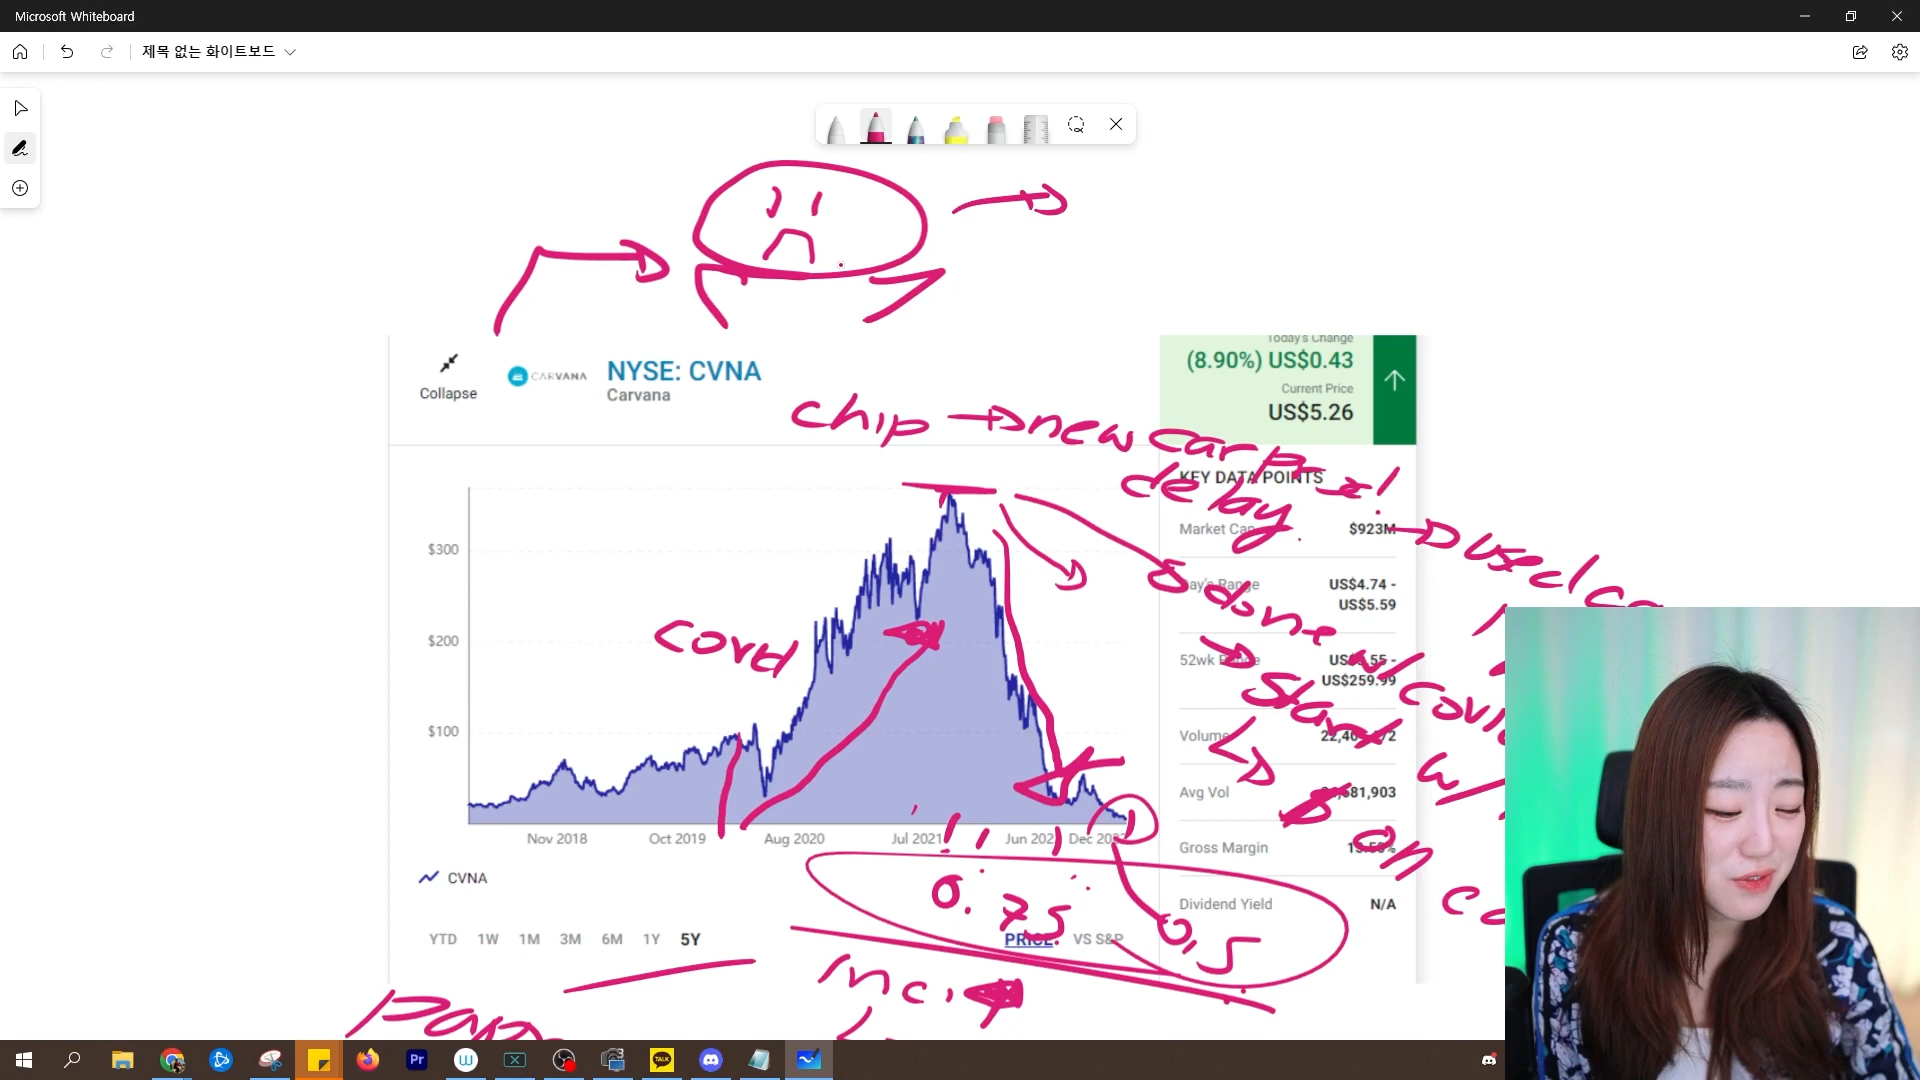 Microsoft Whiteboard
제목 없는 화이트보드
Today's Change
(8.90%) US$0.43
Current Price
US$5.26
Collapse
CARVANA
NYSE: CVNA
Carvana
chip → new car
delay
KEY DATA POINTS
Market Cap
$923M
used
$300
Day's Range
US$4.74 -
US$5.59
done w/
$200
52wk Range
US$259.99
Start
w/
$100
Volume
Avg Vol
on
Nov 2018
Oct 2019
Aug 2020
Jul 2021
Gross Margin
CVNA
0.75
Dividend Yield
N/A
0.5
YTD
1W
1M
3M
6M
1Y
5Y
PRICE
VS S&P
inc.
Pr
TALK